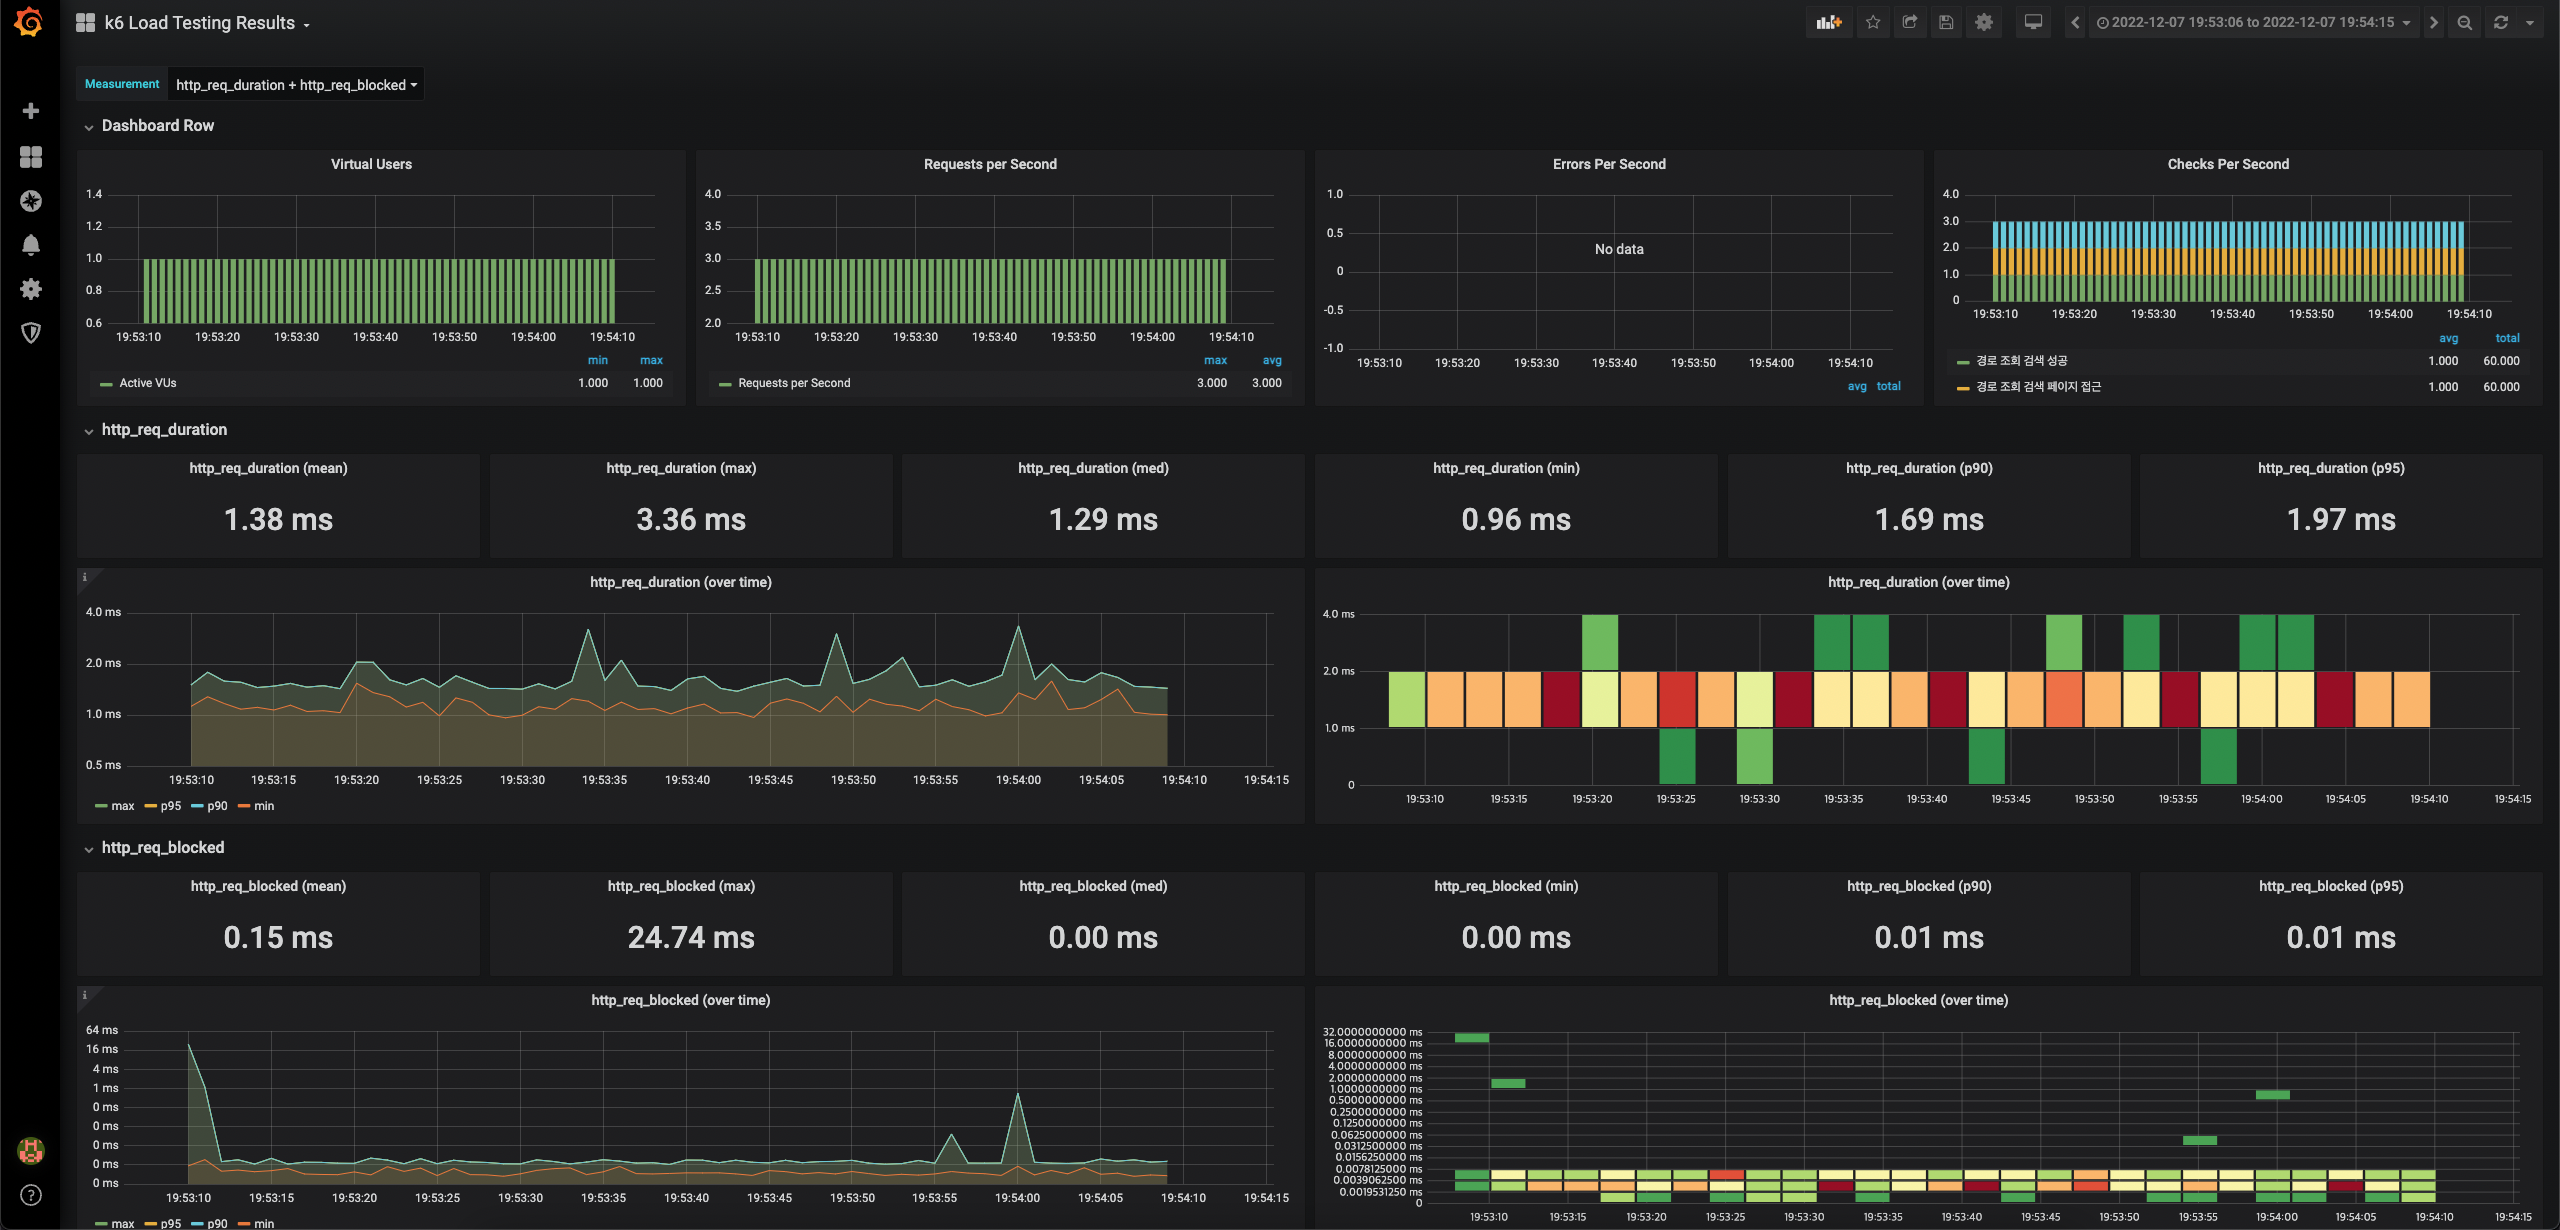 k6 Load Testing Results
2022-12-07 19:53:06 to 2022-12-07 19:54:15
Measurement http_req_duration + http_req_blocked
Dashboard Row
Virtual Users
1.4
1.2
1.0
0.8
0.6
19:53:10 19:53:20 19:53:30 19:53:40 19:53:50 19:54:00 19:54:10
min max
Active VUs 1.000 1.000
Requests per Second
4.0
3.5
3.0
2.5
2.0
19:53:10 19:53:20 19:53:30 19:53:40 19:53:50 19:54:00 19:54:10
max avg
Requests per Second 3.000 3.000
Errors Per Second
1.0
0.5
0
-0.5
-1.0
No data
19:53:10 19:53:20 19:53:30 19:53:40 19:53:50 19:54:00 19:54:10
avg total
Checks Per Second
4.0
3.0
2.0
1.0
0
19:53:10 19:53:20 19:53:30 19:53:40 19:53:50 19:54:00 19:54:10
avg total
경로 조회 검색 성공 1.000 60.000
경로 조회 검색 페이지 접근 1.000 60.000
http_req_duration
http_req_duration (mean)
1.38 ms
http_req_duration (max)
3.36 ms
http_req_duration (med)
1.29 ms
http_req_duration (min)
0.96 ms
http_req_duration (p90)
1.69 ms
http_req_duration (p95)
1.97 ms
http_req_duration (over time)
4.0 ms
2.0 ms
1.0 ms
0.5 ms
19:53:10 19:53:15 19:53:20 19:53:25 19:53:30 19:53:35 19:53:40 19:53:45 19:53:50 19:53:55 19:54:00 19:54:05 19:54:10 19:54:15
max p95 p90 min
http_req_duration (over time)
4.0 ms
2.0 ms
1.0 ms
0
19:53:10 19:53:15 19:53:20 19:53:25 19:53:30 19:53:35 19:53:40 19:53:45 19:53:50 19:53:55 19:54:00 19:54:05 19:54:10 19:54:15
http_req_blocked
http_req_blocked (mean)
0.15 ms
http_req_blocked (max)
24.74 ms
http_req_blocked (med)
0.00 ms
http_req_blocked (min)
0.00 ms
http_req_blocked (p90)
0.01 ms
http_req_blocked (p95)
0.01 ms
http_req_blocked (over time)
64 ms
16 ms
4 ms
1 ms
0 ms
0 ms
0 ms
0 ms
0 ms
19:53:10 19:53:15 19:53:20 19:53:25 19:53:30 19:53:35 19:53:40 19:53:45 19:53:50 19:53:55 19:54:00 19:54:05 19:54:10 19:54:15
max p95 p90 min
http_req_blocked (over time)
32.0000000000 ms
16.0000000000 ms
8.0000000000 ms
4.0000000000 ms
2.0000000000 ms
1.0000000000 ms
0.5000000000 ms
0.2500000000 ms
0.1250000000 ms
0.0625000000 ms
0.0312500000 ms
0.0156250000 ms
0.0078125000 ms
0.0039062500 ms
0.0019531250 ms
0
19:53:10 19:53:15 19:53:20 19:53:25 19:53:30 19:53:35 19:53:40 19:53:45 19:53:50 19:53:55 19:54:00 19:54:05 19:54:10 19:54:15